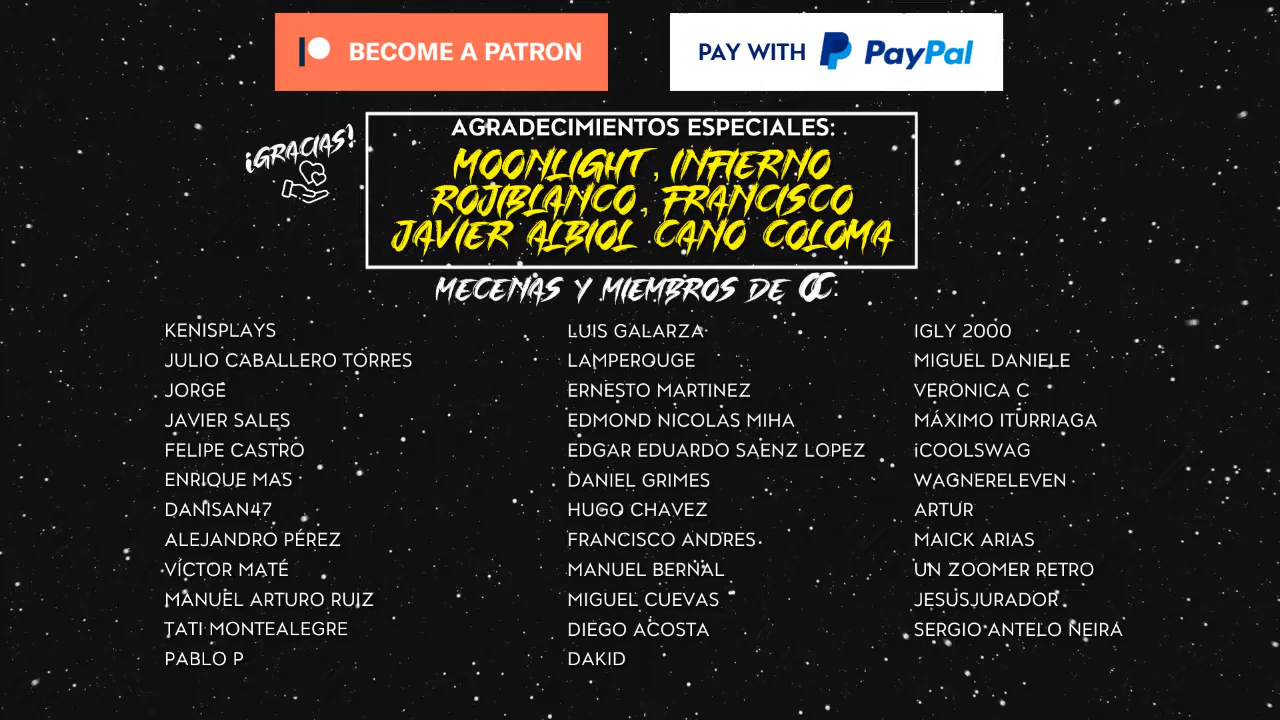 BECOME A PATRON
PAY WITH PayPal
¡GRACIAS!
AGRADECIMIENTOS ESPECIALES:
MOONLIGHT, INFIERNO
ROJIBLANCO, FRANCISCO
JAVIER ALBIOL CANO COLOMA
MECENAS Y MIEMBROS DE OC:
KENISPLAYS
JULIO CABALLERO TORRES
JORGE
JAVIER SALES
FELIPE CASTRO
ENRIQUE MAS
DANISAN47
ALEJANDRO PÉREZ
VÍCTOR MATÉ
MANUEL ARTURO RUIZ
TATI MONTEALEGRE
PABLO P
LUIS GALARZA
LAMPEROUGE
ERNESTO MARTINEZ
EDMOND NICOLAS MIHA
EDGAR EDUARDO SAENZ LOPEZ
DANIEL GRIMES
HUGO CHAVEZ
FRANCISCO ANDRES
MANUEL BERNAL
MIGUEL CUEVAS
DIEGO ACOSTA
DAKID
IGLY 2000
MIGUEL DANIELE
VERONICA C
MÁXIMO ITURRIAGA
iCOOLSWAG
WAGNERELEVEN
ARTUR
MAICK ARIAS
UN ZOOMER RETRO
JESUSJURADOR
SERGIO ANTELO NEIRA